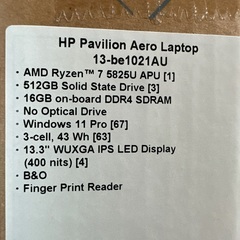 HP Pavilion Aero Laptop
13-be1021AU
• AMD Ryzen™ 7 5825U APU [1]
• 512GB Solid State Drive [3]
• 16GB on-board DDR4 SDRAM
• No Optical Drive
• Windows 11 Pro [67]
• 3-cell, 43 Wh [63]
• 13.3" WUXGA IPS LED Display
(400 nits) [4]
• B&O
• Finger Print Reader